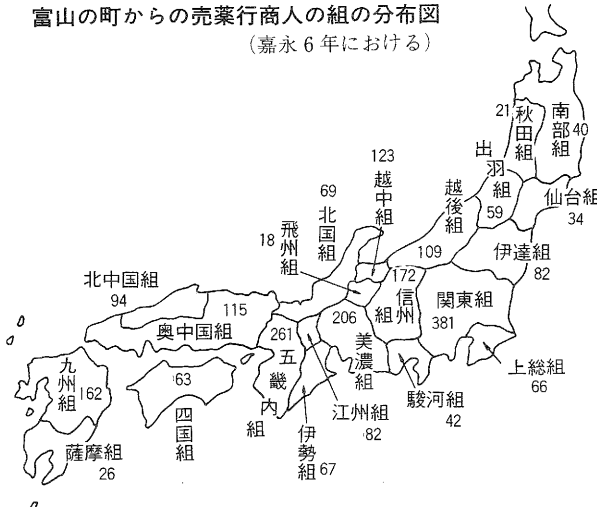 富山の町からの売薬行商人の組の分布図
(嘉永6年における)
南部組
40
秋田組
21
出羽組
59
仙台組
34
越後組
109
伊達組
82
123
越中組
69
北国組
飛州組
18
172
信州組
関東組
381
北中国組
94
115
奥中国組
261
五畿内組
206
美濃組
上総組
66
駿河組
42
江州組
82
伊勢組
67
九州組
162
63
四国組
薩摩組
26